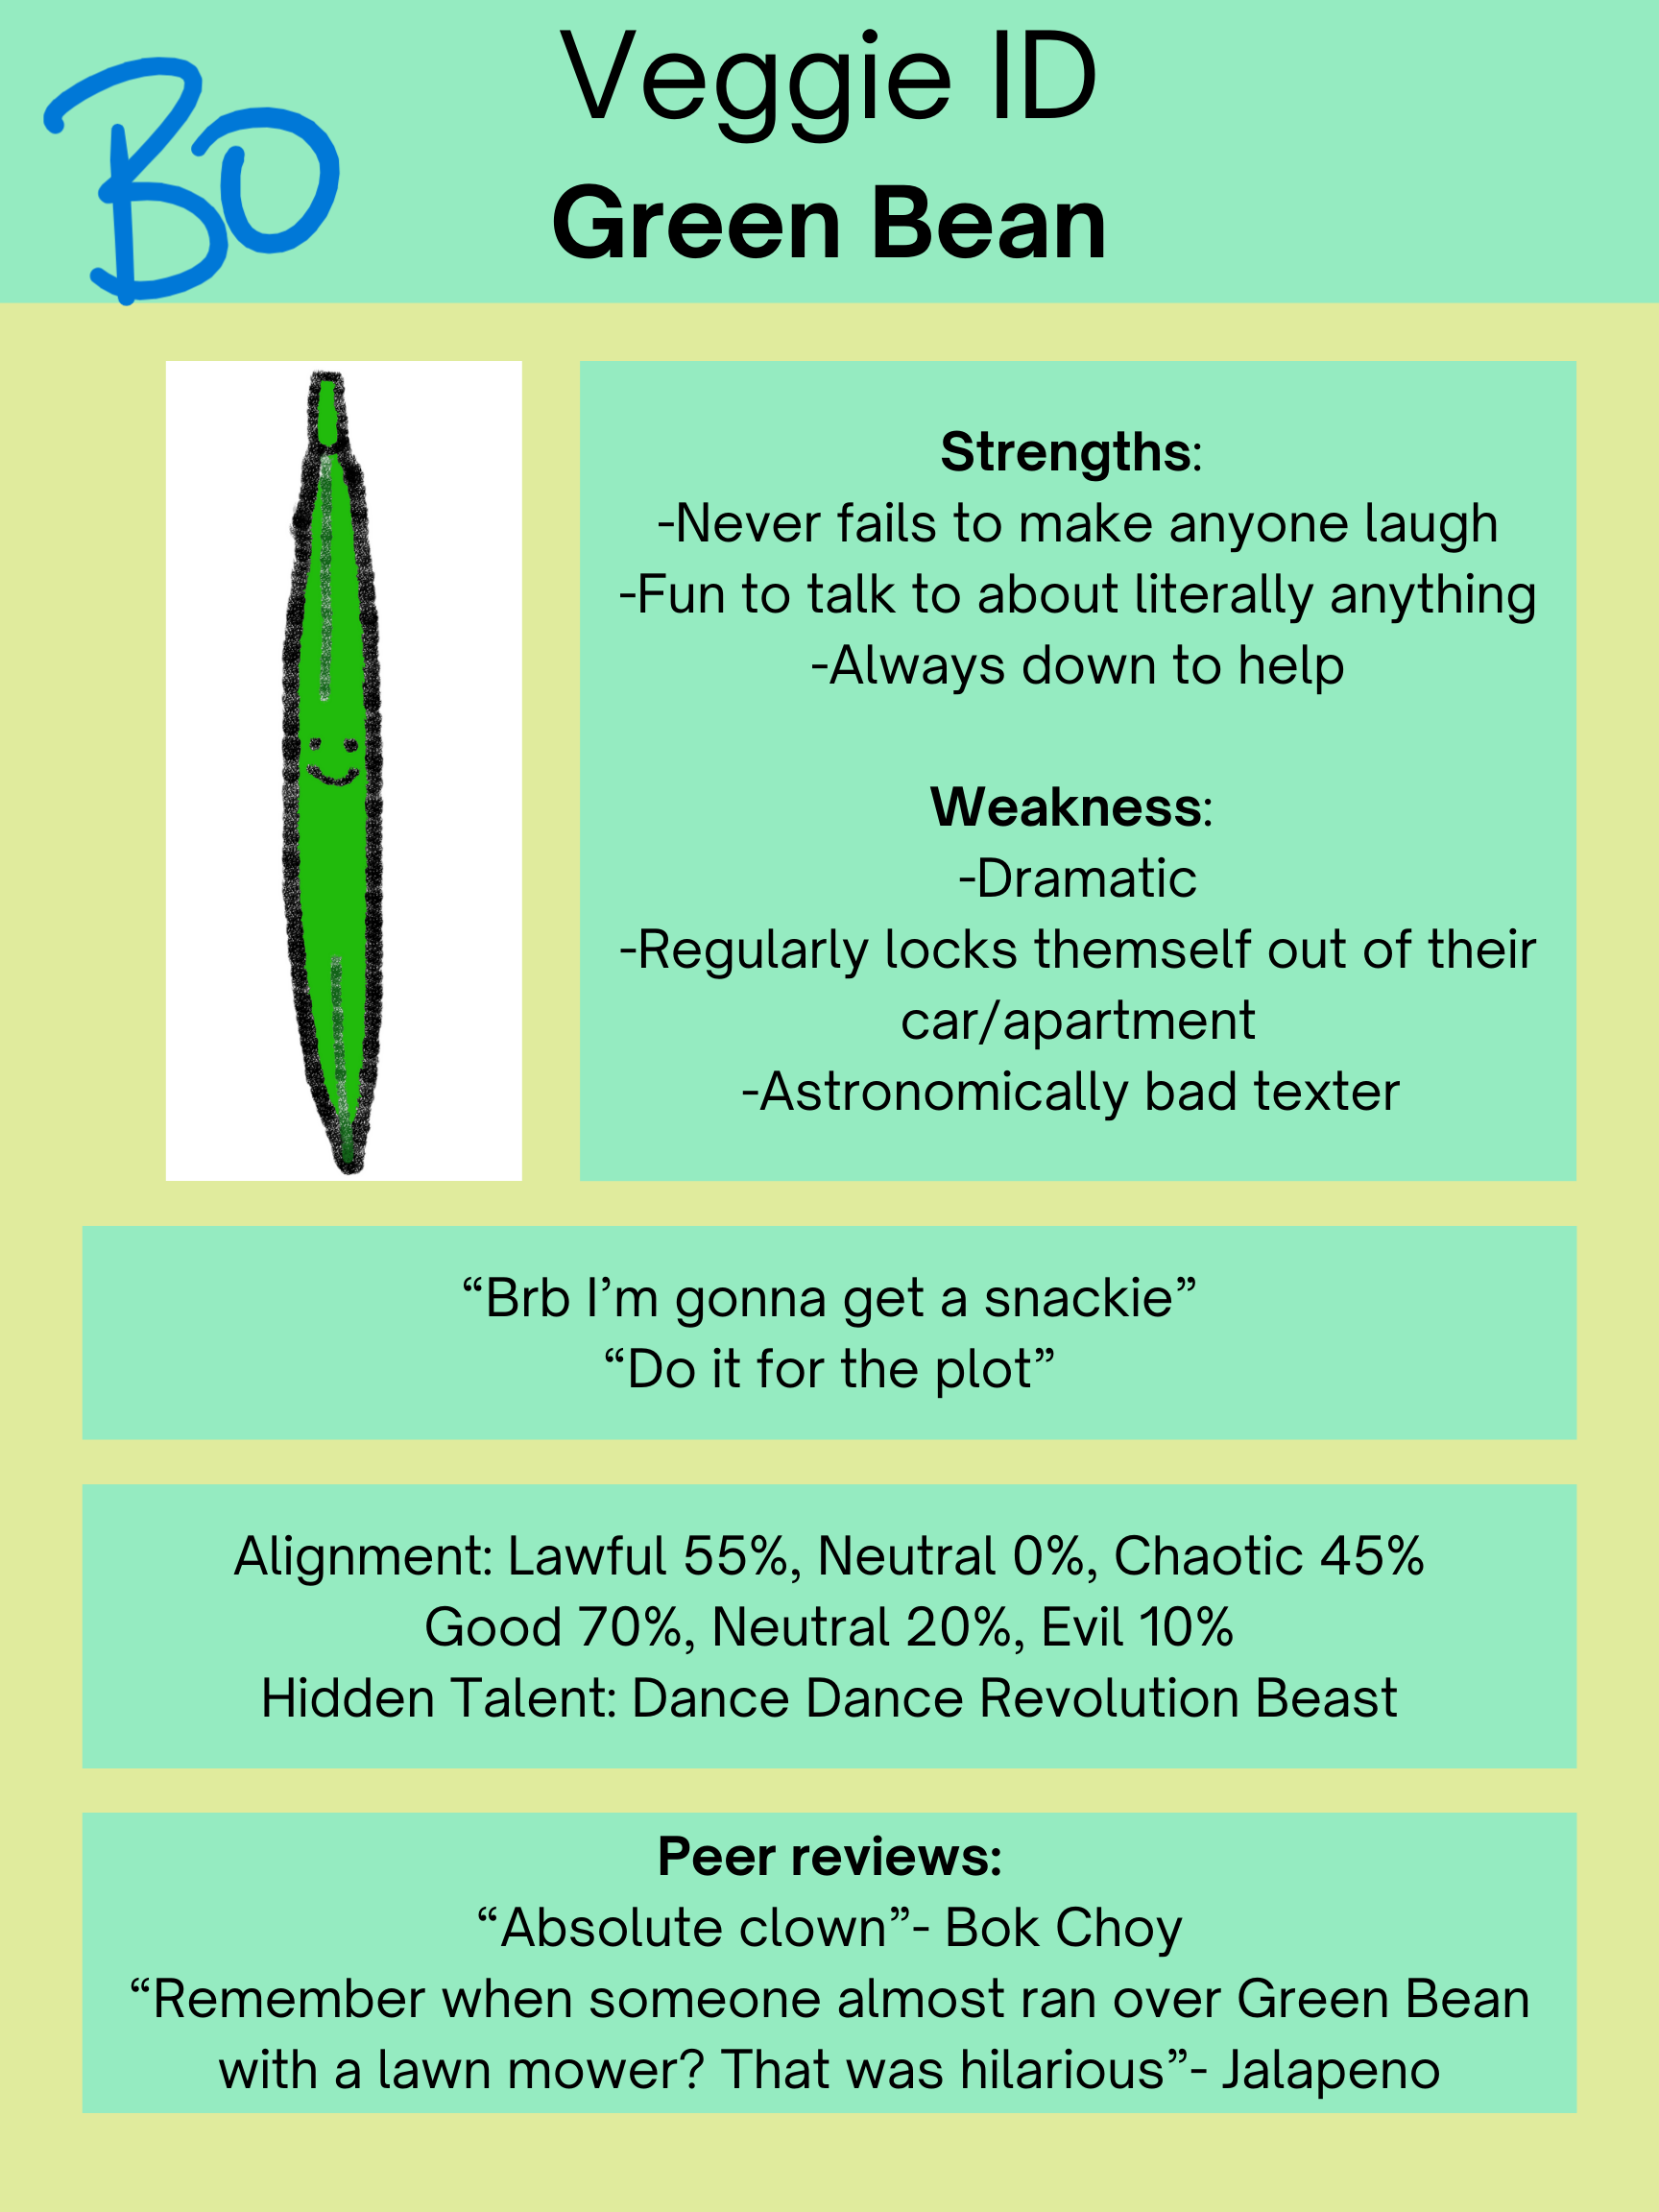 BO
Veggie ID
Green Bean
Strengths:
-Never fails to make anyone laugh
-Fun to talk to about literally anything
-Always down to help
Weakness:
-Dramatic
-Regularly locks themself out of their
car/apartment
-Astronomically bad texter
“Brb I’m gonna get a snackie”
“Do it for the plot”
Alignment: Lawful 55%, Neutral 0%, Chaotic 45%
Good 70%, Neutral 20%, Evil 10%
Hidden Talent: Dance Dance Revolution Beast
Peer reviews:
“Absolute clown”- Bok Choy
“Remember when someone almost ran over Green Bean
with a lawn mower? That was hilarious”- Jalapeno